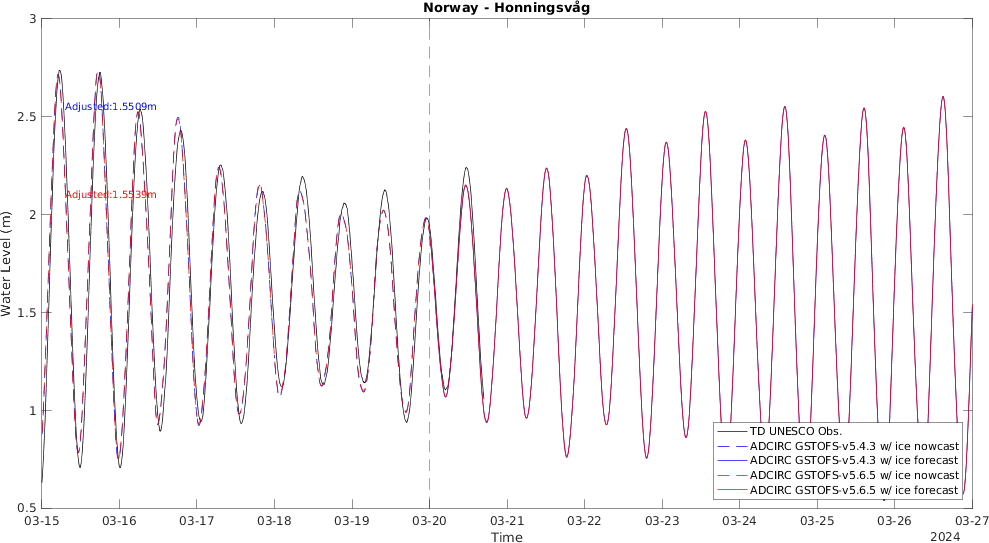 Norway - Honningsvåg
Water Level (m)
3
2.5
2
1.5
1
0.5
Adjusted:1.5509m
Adjusted:1.5539m
TD UNESCO Obs.
ADCIRC GSTOFS-v5.4.3 w/ ice nowcast
ADCIRC GSTOFS-v5.4.3 w/ ice forecast
ADCIRC GSTOFS-v5.6.5 w/ ice nowcast
ADCIRC GSTOFS-v5.6.5 w/ ice forecast
03-15 03-16 03-17 03-18 03-19 03-20 03-21 03-22 03-23 03-24 03-25 03-26 03-27
Time
2024